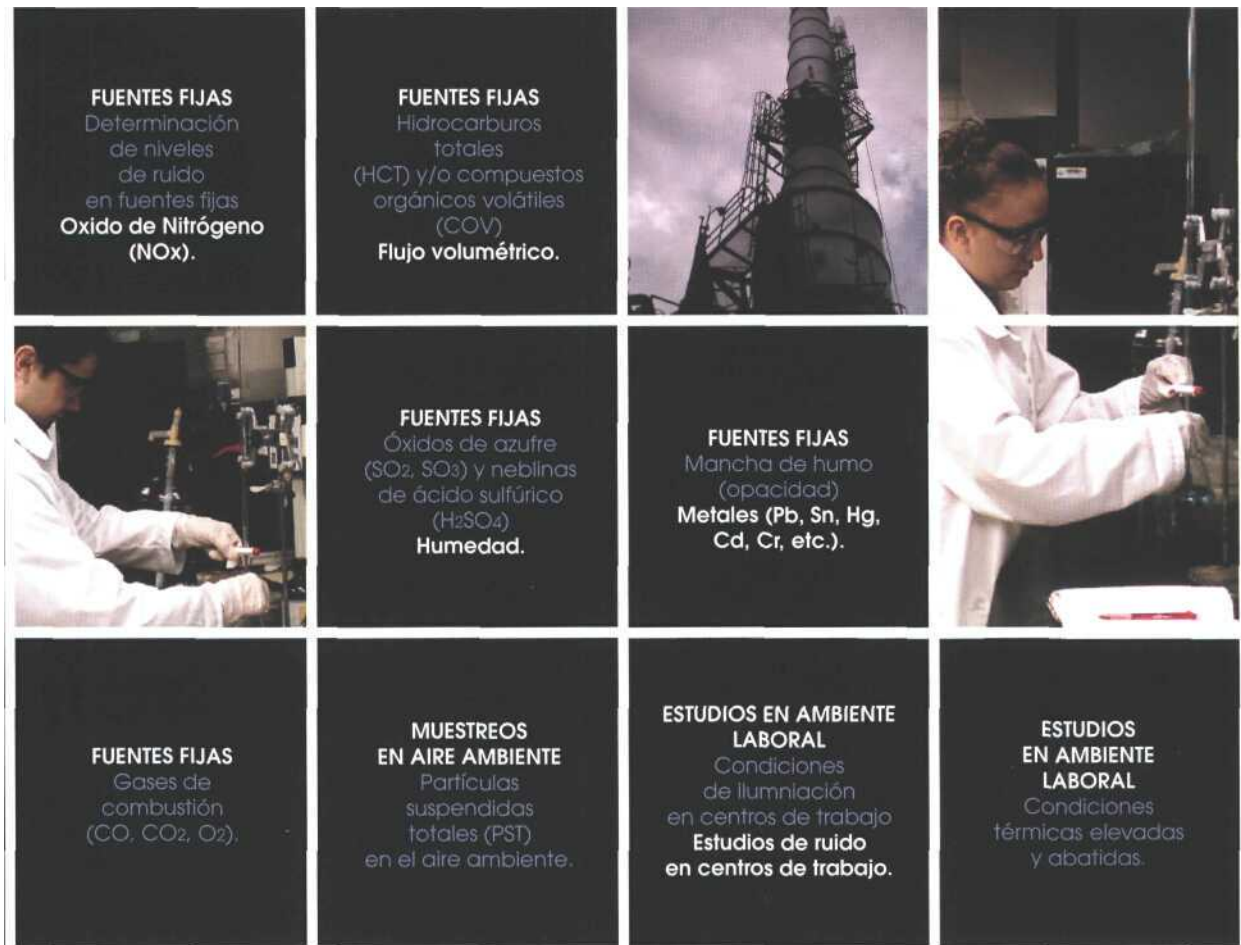 FUENTES FIJAS
Determinación
de niveles
de ruido
en fuentes fijas
Oxido de Nitrógeno
(NOx).
FUENTES FIJAS
Hidrocarburos
totales
(HCT) y/o compuestos
orgánicos volátiles
(COV)
Flujo volumétrico.
FUENTES FIJAS
Óxidos de azufre
(SO2, SO3) y neblinas
de ácido sulfúrico
(H2SO4)
Humedad.
FUENTES FIJAS
Mancha de humo
(opacidad)
Metales (Pb, Sn, Hg,
Cd, Cr, etc.).
FUENTES FIJAS
Gases de
combustión
(CO, CO2, O2).
MUESTREOS
EN AIRE AMBIENTE
Partículas
suspendidas
totales (PST)
en el aire ambiente.
ESTUDIOS EN AMBIENTE
LABORAL
Condiciones
de ilumniación
en centros de trabajo
Estudios de ruido
en centros de trabajo.
ESTUDIOS
EN AMBIENTE
LABORAL
Condiciones
térmicas elevadas
y abatidas.